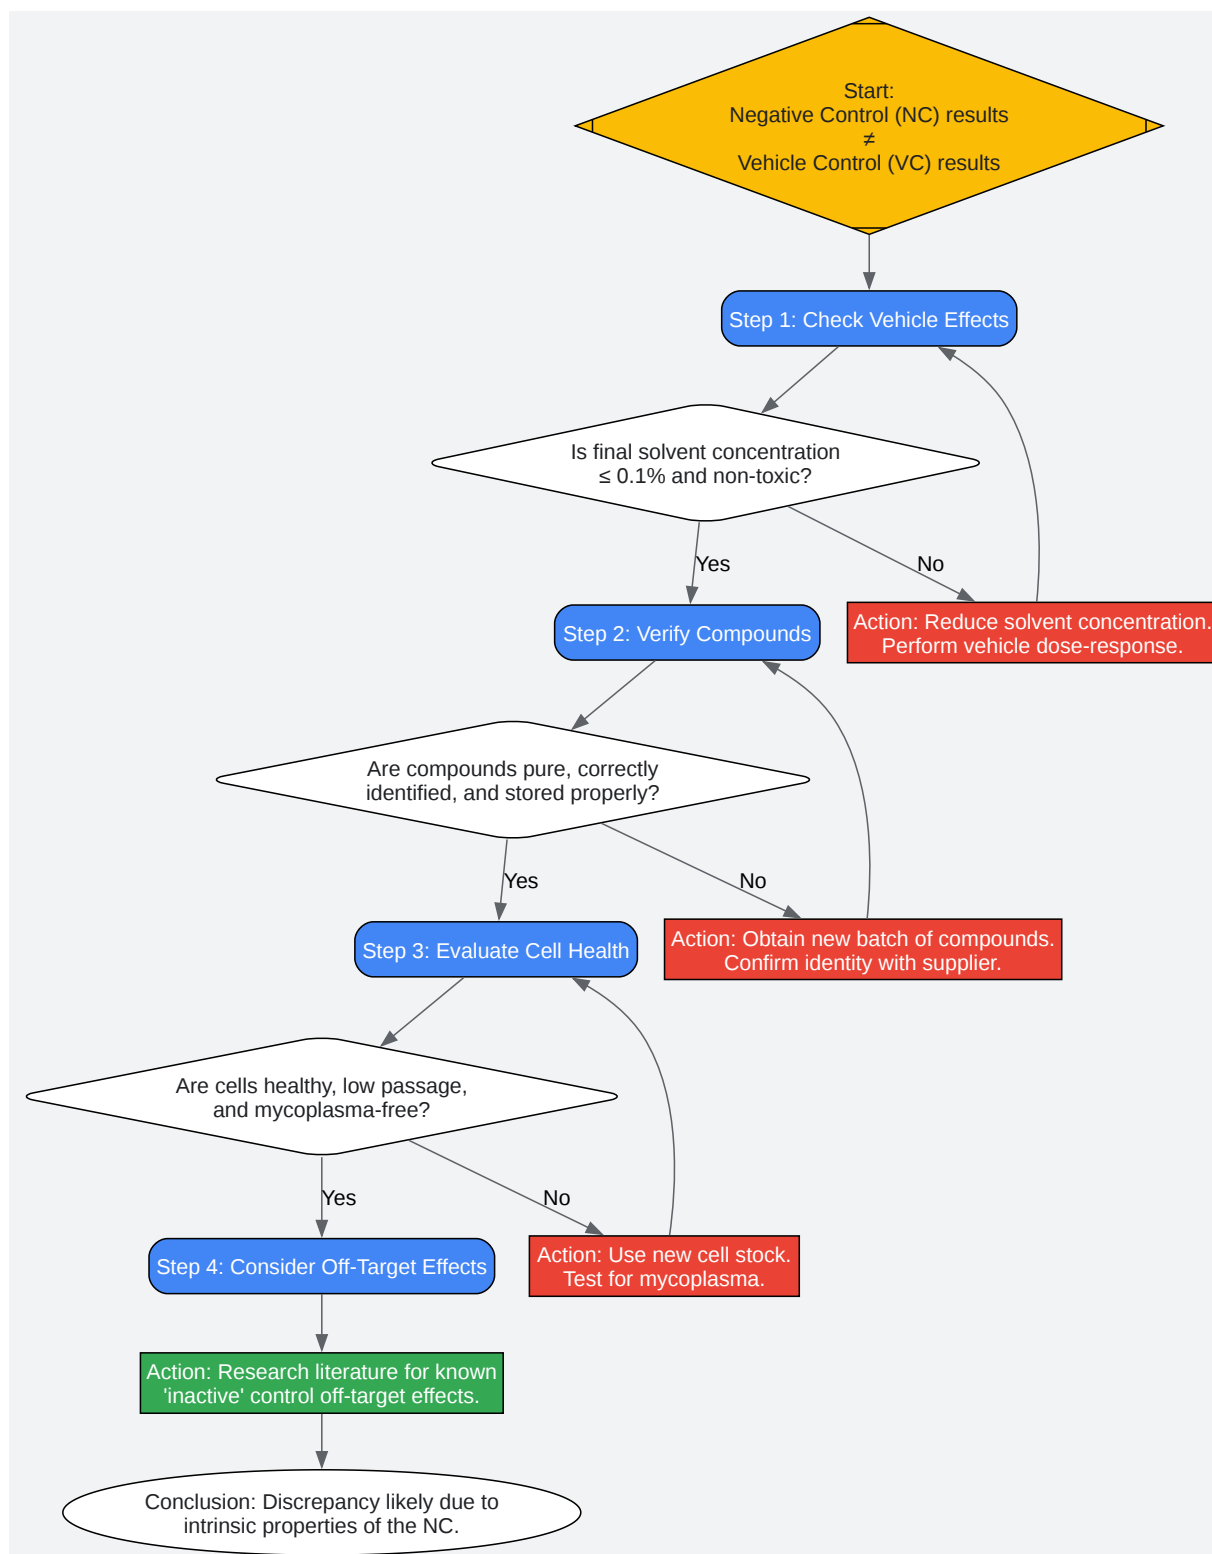 Start:
Negative Control (NC) results
≠
Vehicle Control (VC) results
Step 1: Check Vehicle Effects
Is final solvent concentration
≤ 0.1% and non-toxic?
Yes
No
Step 2: Verify Compounds
Action: Reduce solvent concentration.
Perform vehicle dose-response.
Are compounds pure, correctly
identified, and stored properly?
Yes
No
Step 3: Evaluate Cell Health
Action: Obtain new batch of compounds.
Confirm identity with supplier.
Are cells healthy, low passage,
and mycoplasma-free?
Yes
No
Step 4: Consider Off-Target Effects
Action: Use new cell stock.
Test for mycoplasma.
Action: Research literature for known
'inactive' control off-target effects.
Conclusion: Discrepancy likely due to
intrinsic properties of the NC.